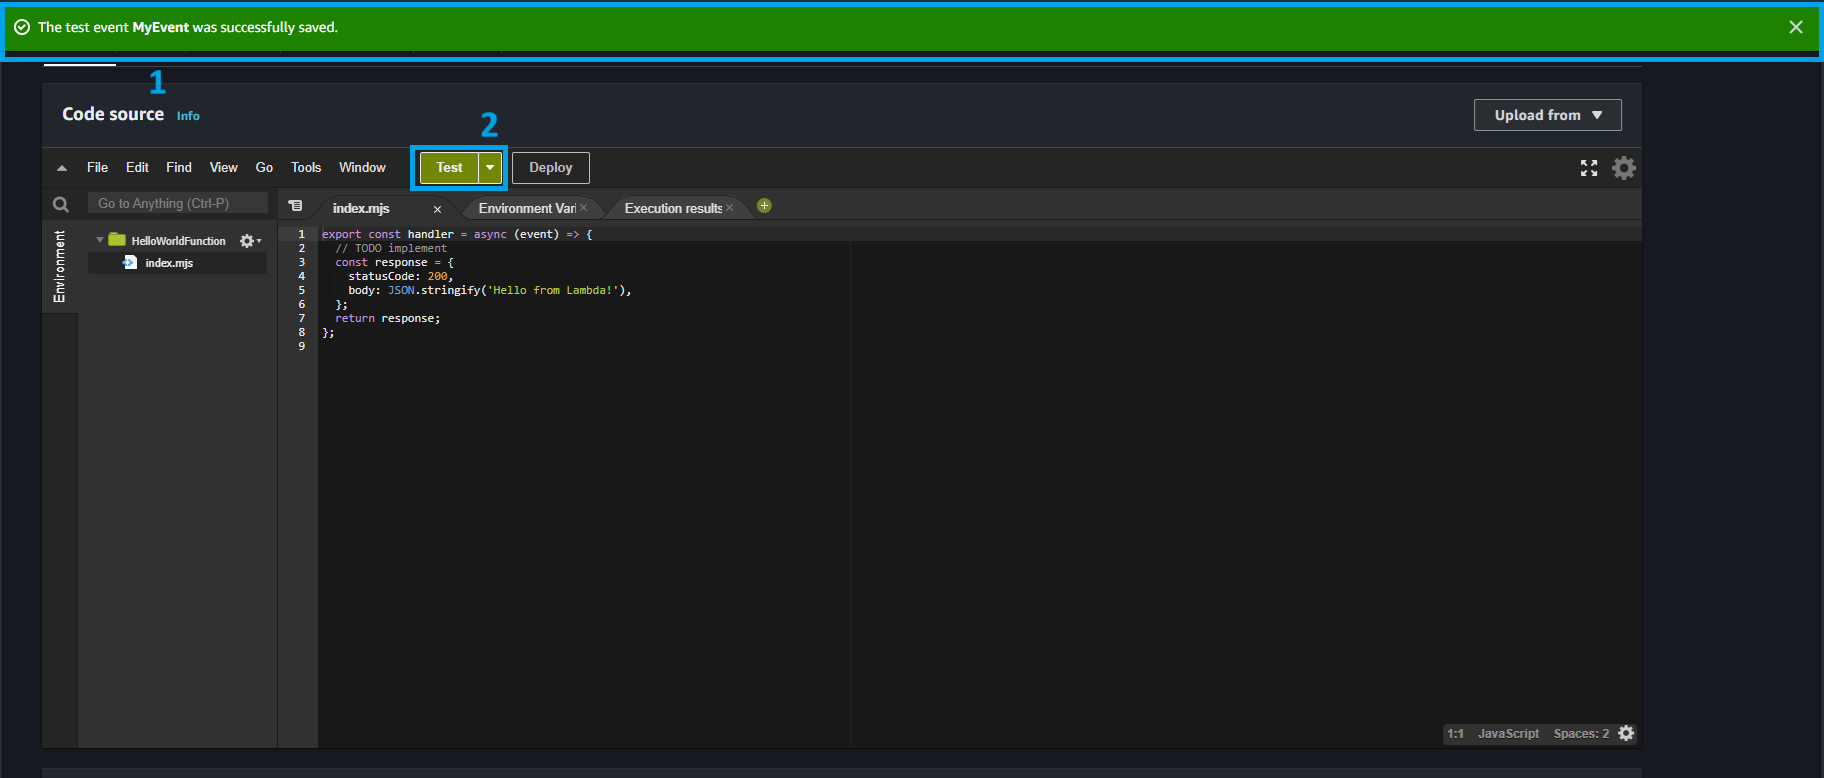 The test event MyEvent was successfully saved.
1
Code source Info
Upload from
2
File Edit Find View Go Tools Window Test Deploy
Go to Anything (Ctrl-P)
index.mjs Environment Vari Execution results
Environment
HelloWorldFunction
index.mjs
1 export const handler = async (event) => {
2 // TODO implement
3 const response = {
4 statusCode: 200,
5 body: JSON.stringify('Hello from Lambda!'),
6 };
7 return response;
8 };
9
1:1 JavaScript Spaces: 2